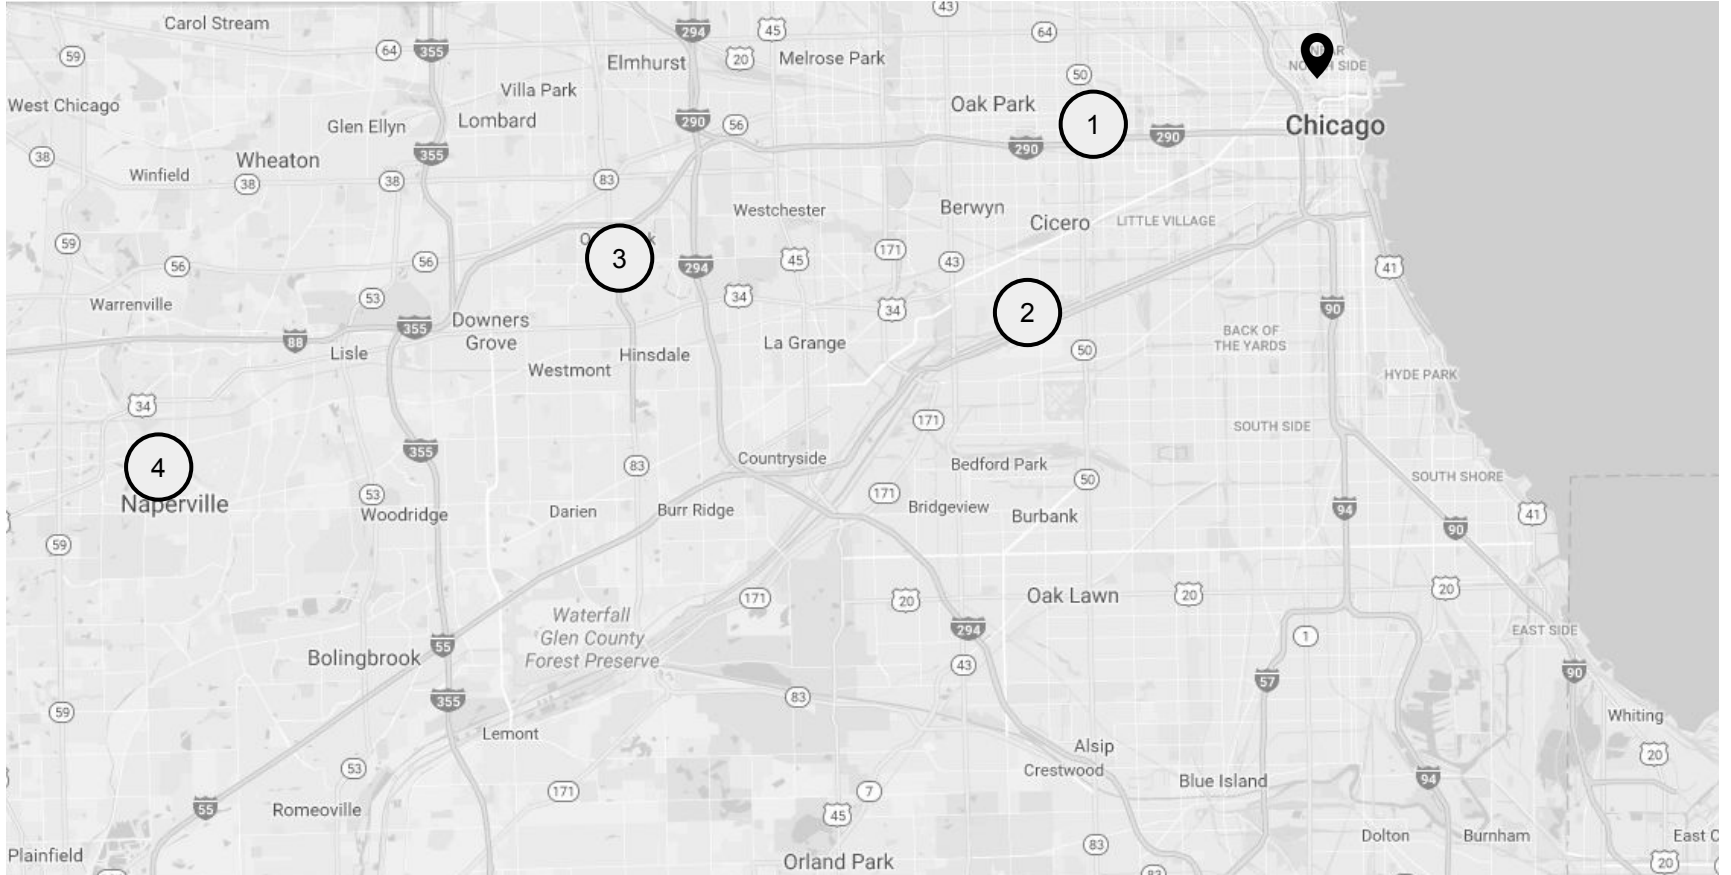 43
Carol Stream
294
45
64
59
64
355
20
Melrose Park
Elmhurst
NEAR
NORTH SIDE
50
Villa Park
West Chicago
Oak Park
Lombard
290
56
1
Chicago
Glen Ellyn
290
290
355
38
Wheaton
Winfield
38
38
83
Westchester
Berwyn
Cicero
LITTLE VILLAGE
59
3
45
171
43
56
56
294
41
53
34
34
2
90
Warrenville
355
Downers
Grove
88
Lisle
La Grange
BACK OF
THE YARDS
50
Hinsdale
Westmont
HYDE PARK
34
171
SOUTH SIDE
355
4
Countryside
83
Bedford Park
50
SOUTH SHORE
53
171
Naperville
Woodridge
Darien
Burr Ridge
Bridgeview
Burbank
94
90
41
59
171
20
Oak Lawn
20
20
Waterfall
Glen County
Forest Preserve
294
1
EAST SIDE
55
Bolingbrook
43
57
90
355
83
59
Whiting
Lemont
Alsip
20
53
Crestwood
Blue Island
94
55
171
7
Romeoville
45
Dolton
Burnham
East C
83
Plainfield
Orland Park
20
83